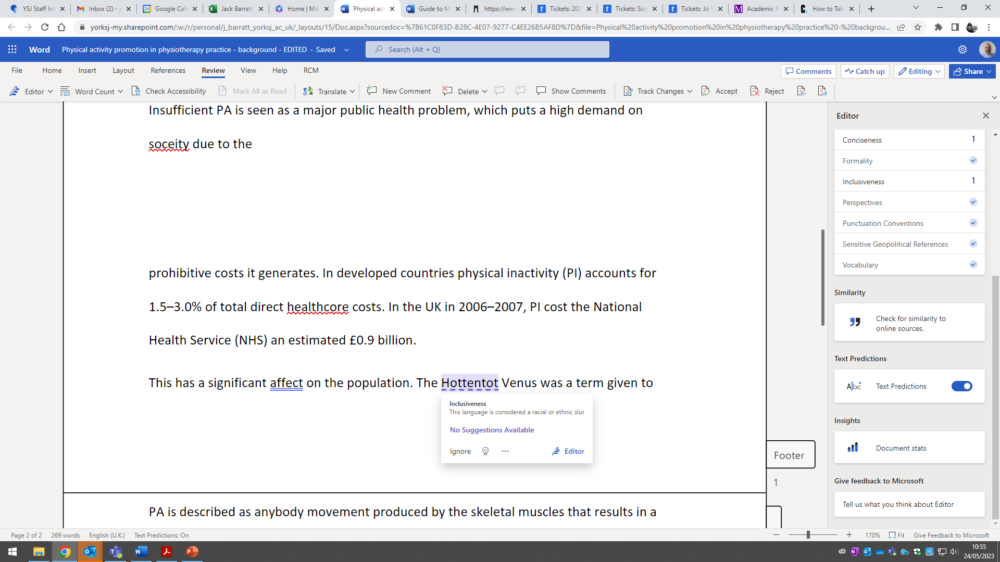 YSJ Staff Int
Inbox (2) - j
Google Cale
Jack Barratt
Home | Mic
Physical act
Guide to Mi
https://www
Tickets: 202
Tickets: Sco
Tickets: Jo W
Academic P
How to Take
yorksj-my.sharepoint.com/:w:/r/personal/j_barratt_yorksj_ac_uk/_layouts/15/Doc.aspx?sourcedoc=%7B61C0F83D-B28C-4E07-9277-C4EE26B5AF8D%7D&file=Physical%20activity%20promotion%20in%20physiotherapy%20practice%20-%20backgrou...
Word Physical activity promotion in physiotherapy practice - background - EDITED - Saved
Search (Alt + Q)
File Home Insert Layout References Review View Help RCM
Comments Catch up Editing Share
Editor Word Count Check Accessibility Mark All as Read Translate New Comment Delete Show Comments Track Changes Accept Reject
Insufficient PA is seen as a major public health problem, which puts a high demand on
soceity due to the
prohibitive costs it generates. In developed countries physical inactivity (PI) accounts for
1.5–3.0% of total direct healthcore costs. In the UK in 2006–2007, PI cost the National
Health Service (NHS) an estimated £0.9 billion.
This has a significant affect on the population. The Hottentot Venus was a term given to
Inclusiveness
This language is considered a racial or ethnic slur
No Suggestions Available
Ignore
Editor
Footer
1
PA is described as anybody movement produced by the skeletal muscles that results in a
Editor
Conciseness 1
Formality
Inclusiveness 1
Perspectives
Punctuation Conventions
Sensitive Geopolitical References
Vocabulary
Similarity
Check for similarity to
online sources.
Text Predictions
Text Predictions
Insights
Document stats
Give feedback to Microsoft
Tell us what you think about Editor
Page 2 of 2 269 words English (U.K.) Text Predictions: On
170% Fit Give Feedback to Microsoft
10:55
24/05/2023